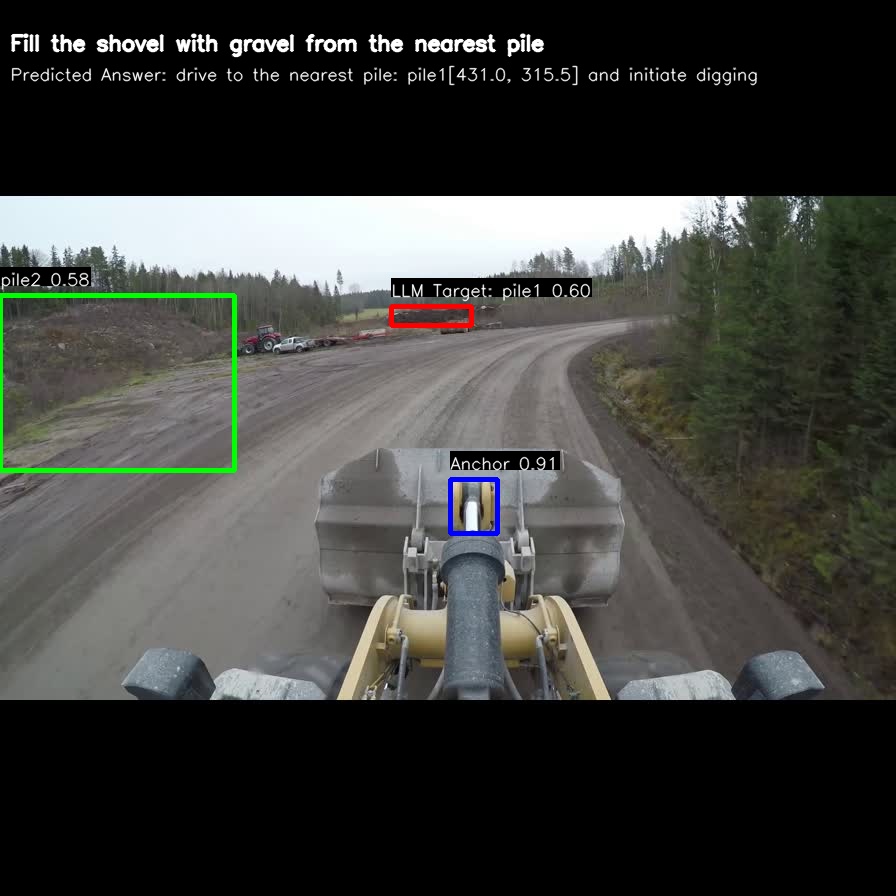 Fill the shovel with gravel from the nearest pile
Predicted Answer: drive to the nearest pile: pile1[431.0, 315.5] and initiate digging
pile2 0.58
LLM Target: pile1 0.60
Anchor 0.91